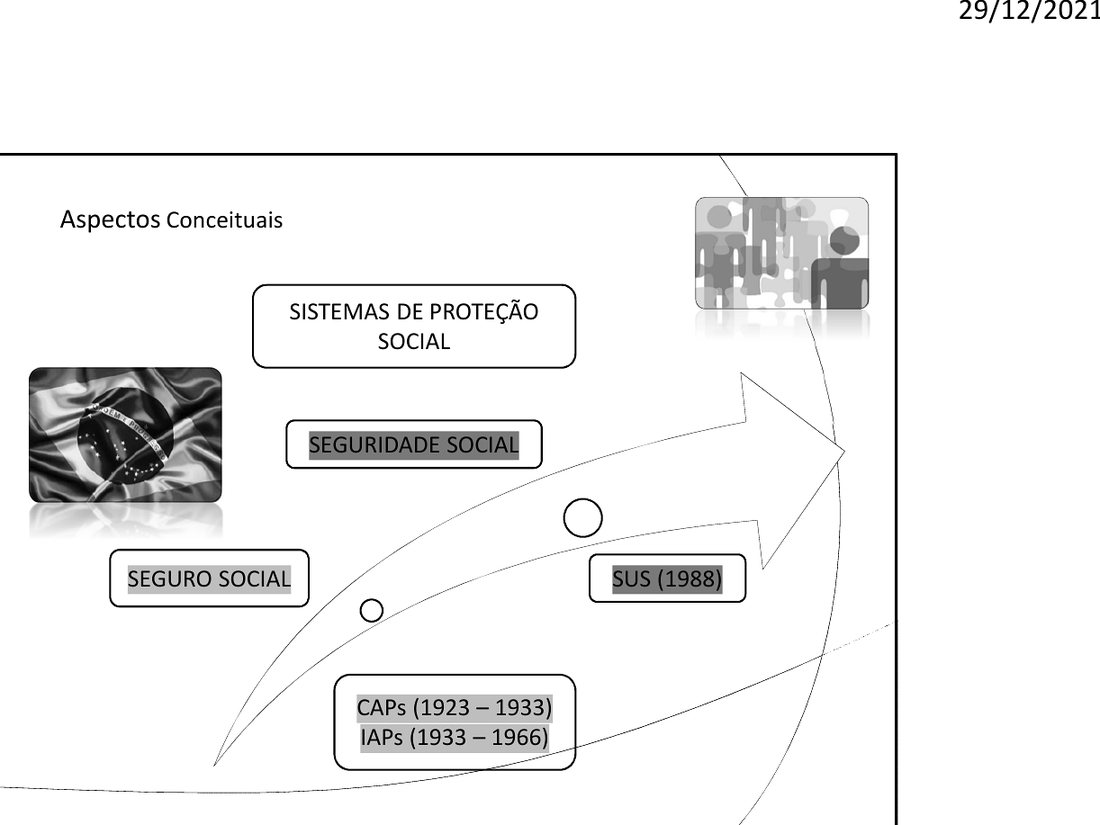 29/12/2021
Aspectos Conceituais
SISTEMAS DE PROTEÇÃO
SOCIAL
SEGURIDADE SOCIAL
SEGURO SOCIAL
SUS (1988)
CAPs (1923 – 1933)
IAPs (1933 – 1966)